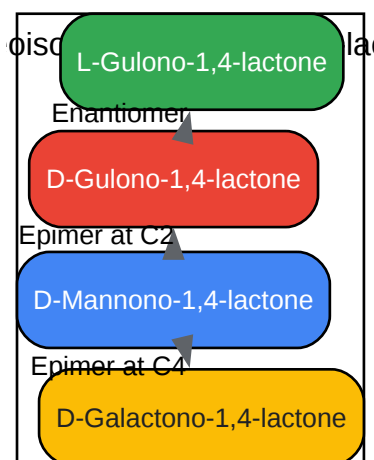 L-Gulono-1,4-lactone
Enantiomer
D-Gulono-1,4-lactone
Epimer at C2
D-Mannono-1,4-lactone
Epimer at C4
D-Galactono-1,4-lactone